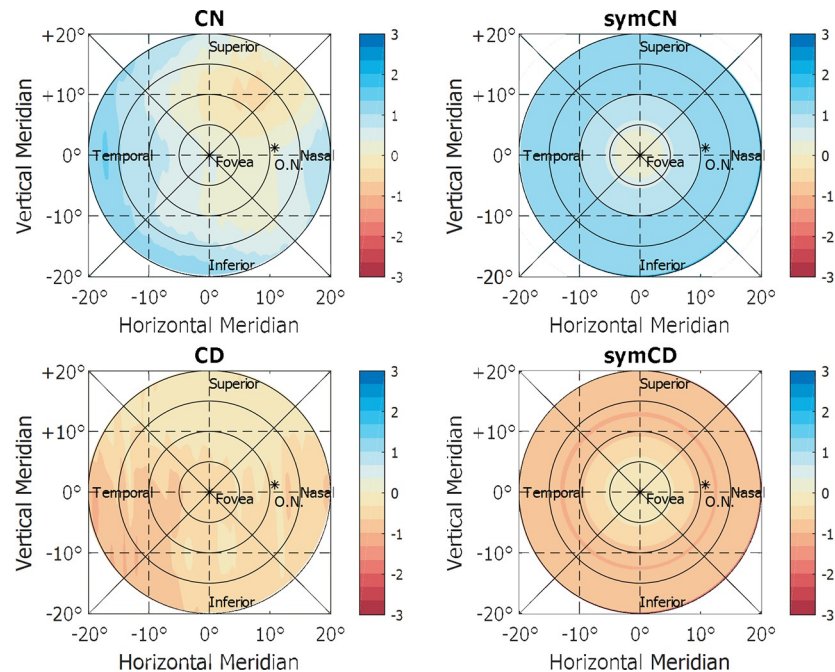 CN
+20°
+10°
0°
-10°
-20°
Vertical Meridian
Superior
Temporal
Fovea
*
O.N.
Nasal
Inferior
-20° -10° 0° 10° 20°
Horizontal Meridian
3
2
1
0
-1
-2
-3
symCN
+20°
+10°
0°
-10°
-20°
Vertical Meridian
Superior
Temporal
Fovea
*
O.N.
Nasal
Inferior
-20° -10° 0° 10° 20°
Horizontal Meridian
3
2
1
0
-1
-2
-3
CD
+20°
+10°
0°
-10°
-20°
Vertical Meridian
Superior
Temporal
Fovea
*
O.N.
Nasal
Inferior
-20° -10° 0° 10° 20°
Horizontal Meridian
3
2
1
0
-1
-2
-3
symCD
+20°
+10°
0°
-10°
-20°
Vertical Meridian
Superior
Temporal
Fovea
*
O.N.
Nasal
Inferior
-20° -10° 0° 10° 20°
Horizontal Meridian
3
2
1
0
-1
-2
-3